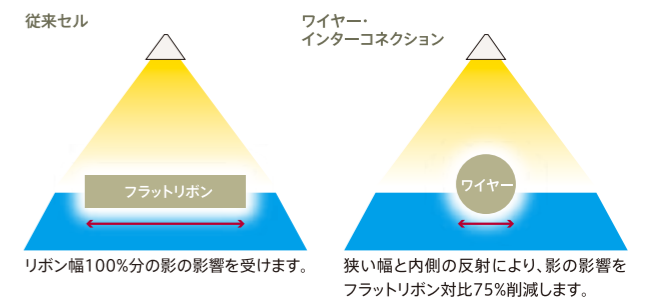 従来セル
ワイヤー・
インターコネクション
フラットリボン
ワイヤー
リボン幅100%分の影の影響を受けます。
狭い幅と内側の反射により、影の影響を
フラットリボン対比75%削減します。